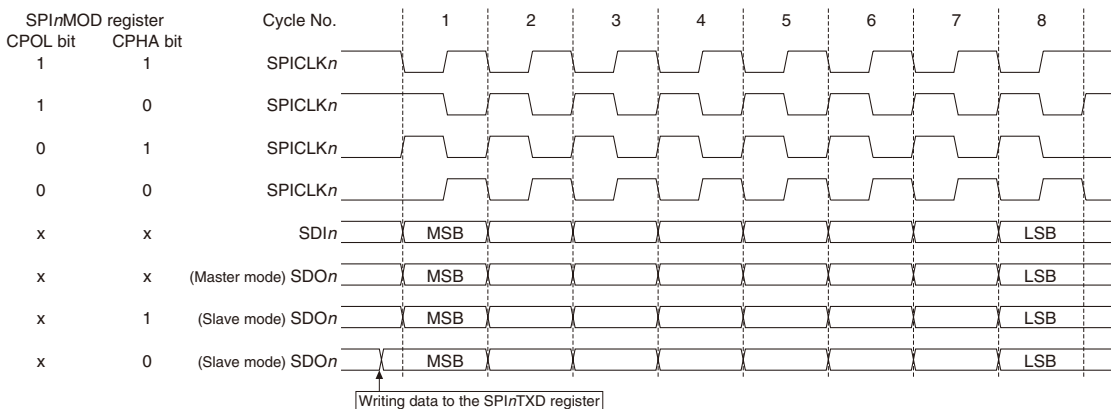 SPInMOD register Cycle No. 1 2 3 4 5 6 7 8
CPOL bit CPHA bit
1 1 SPICLKn
1 0 SPICLKn
0 1 SPICLKn
0 0 SPICLKn
x x SDIn MSB LSB
x x (Master mode) SDOn MSB LSB
x 1 (Slave mode) SDOn MSB LSB
x 0 (Slave mode) SDOn MSB LSB
Writing data to the SPInTXD register